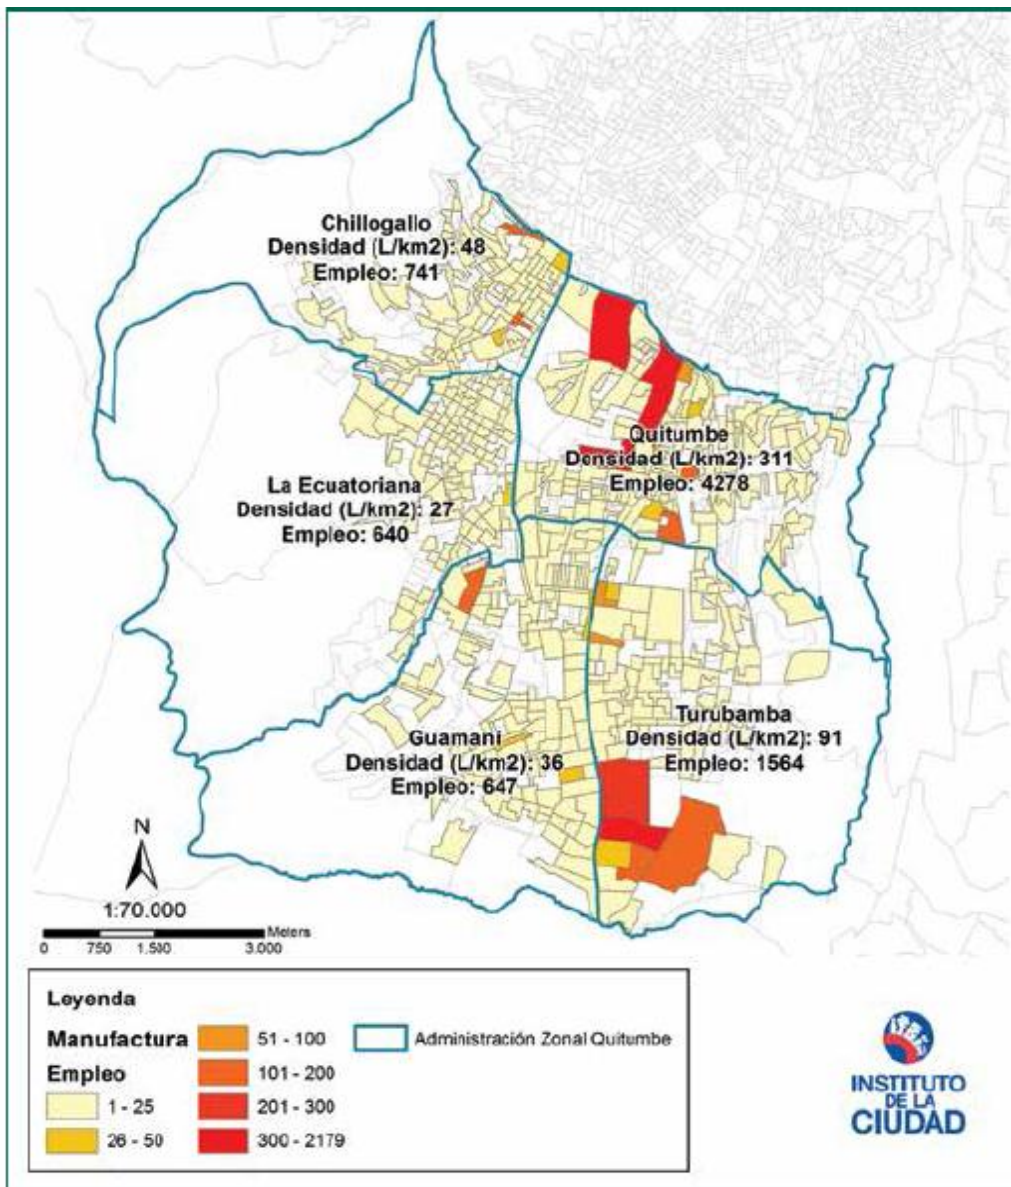 Chillogallo
Densidad (L/km2): 48
Empleo: 741
Quitumbe
Densidad (L/km2): 311
Empleo: 4278
La Ecuatoriana
Densidad (L/km2): 27
Empleo: 640
Turubamba
Densidad (L/km2): 91
Empleo: 1564
Guamaní
Densidad (L/km2): 36
Empleo: 647
N
1:70.000
Meters
0 750 1.500 3.000
Leyenda
Manufactura
Empleo
1 - 25
26 - 50
51 - 100
101 - 200
201 - 300
300 - 2179
Administración Zonal Quitumbe
INSTITUTO
DE LA
CIUDAD